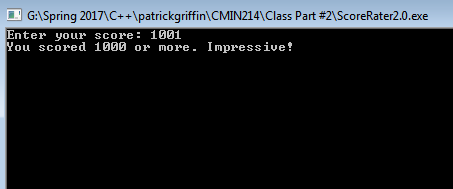 G:\Spring 2017\C++\patrickgriffin\CMIN214\Class Part #2\ScoreRater2.0.exe
Enter your score: 1001
You scored 1000 or more. Impressive!